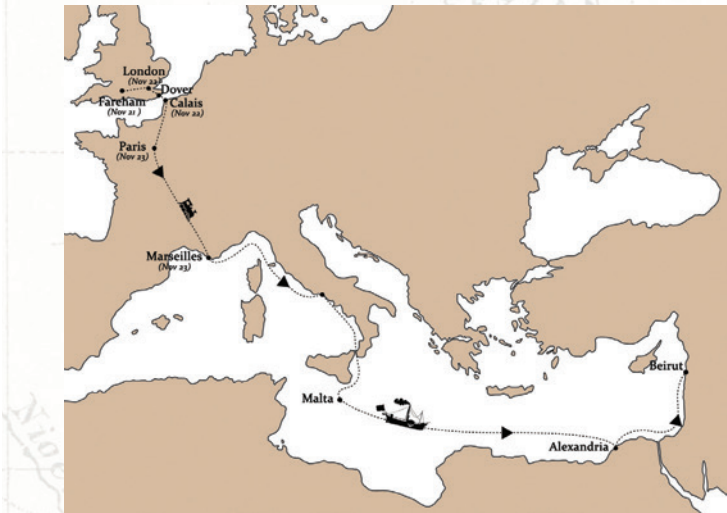 London
(Nov 22)
Dover
Fareham
(Nov 21)
Calais
(Nov 22)
Paris
(Nov 23)
Marseilles
(Nov 23)
Malta
Alexandria
Beirut